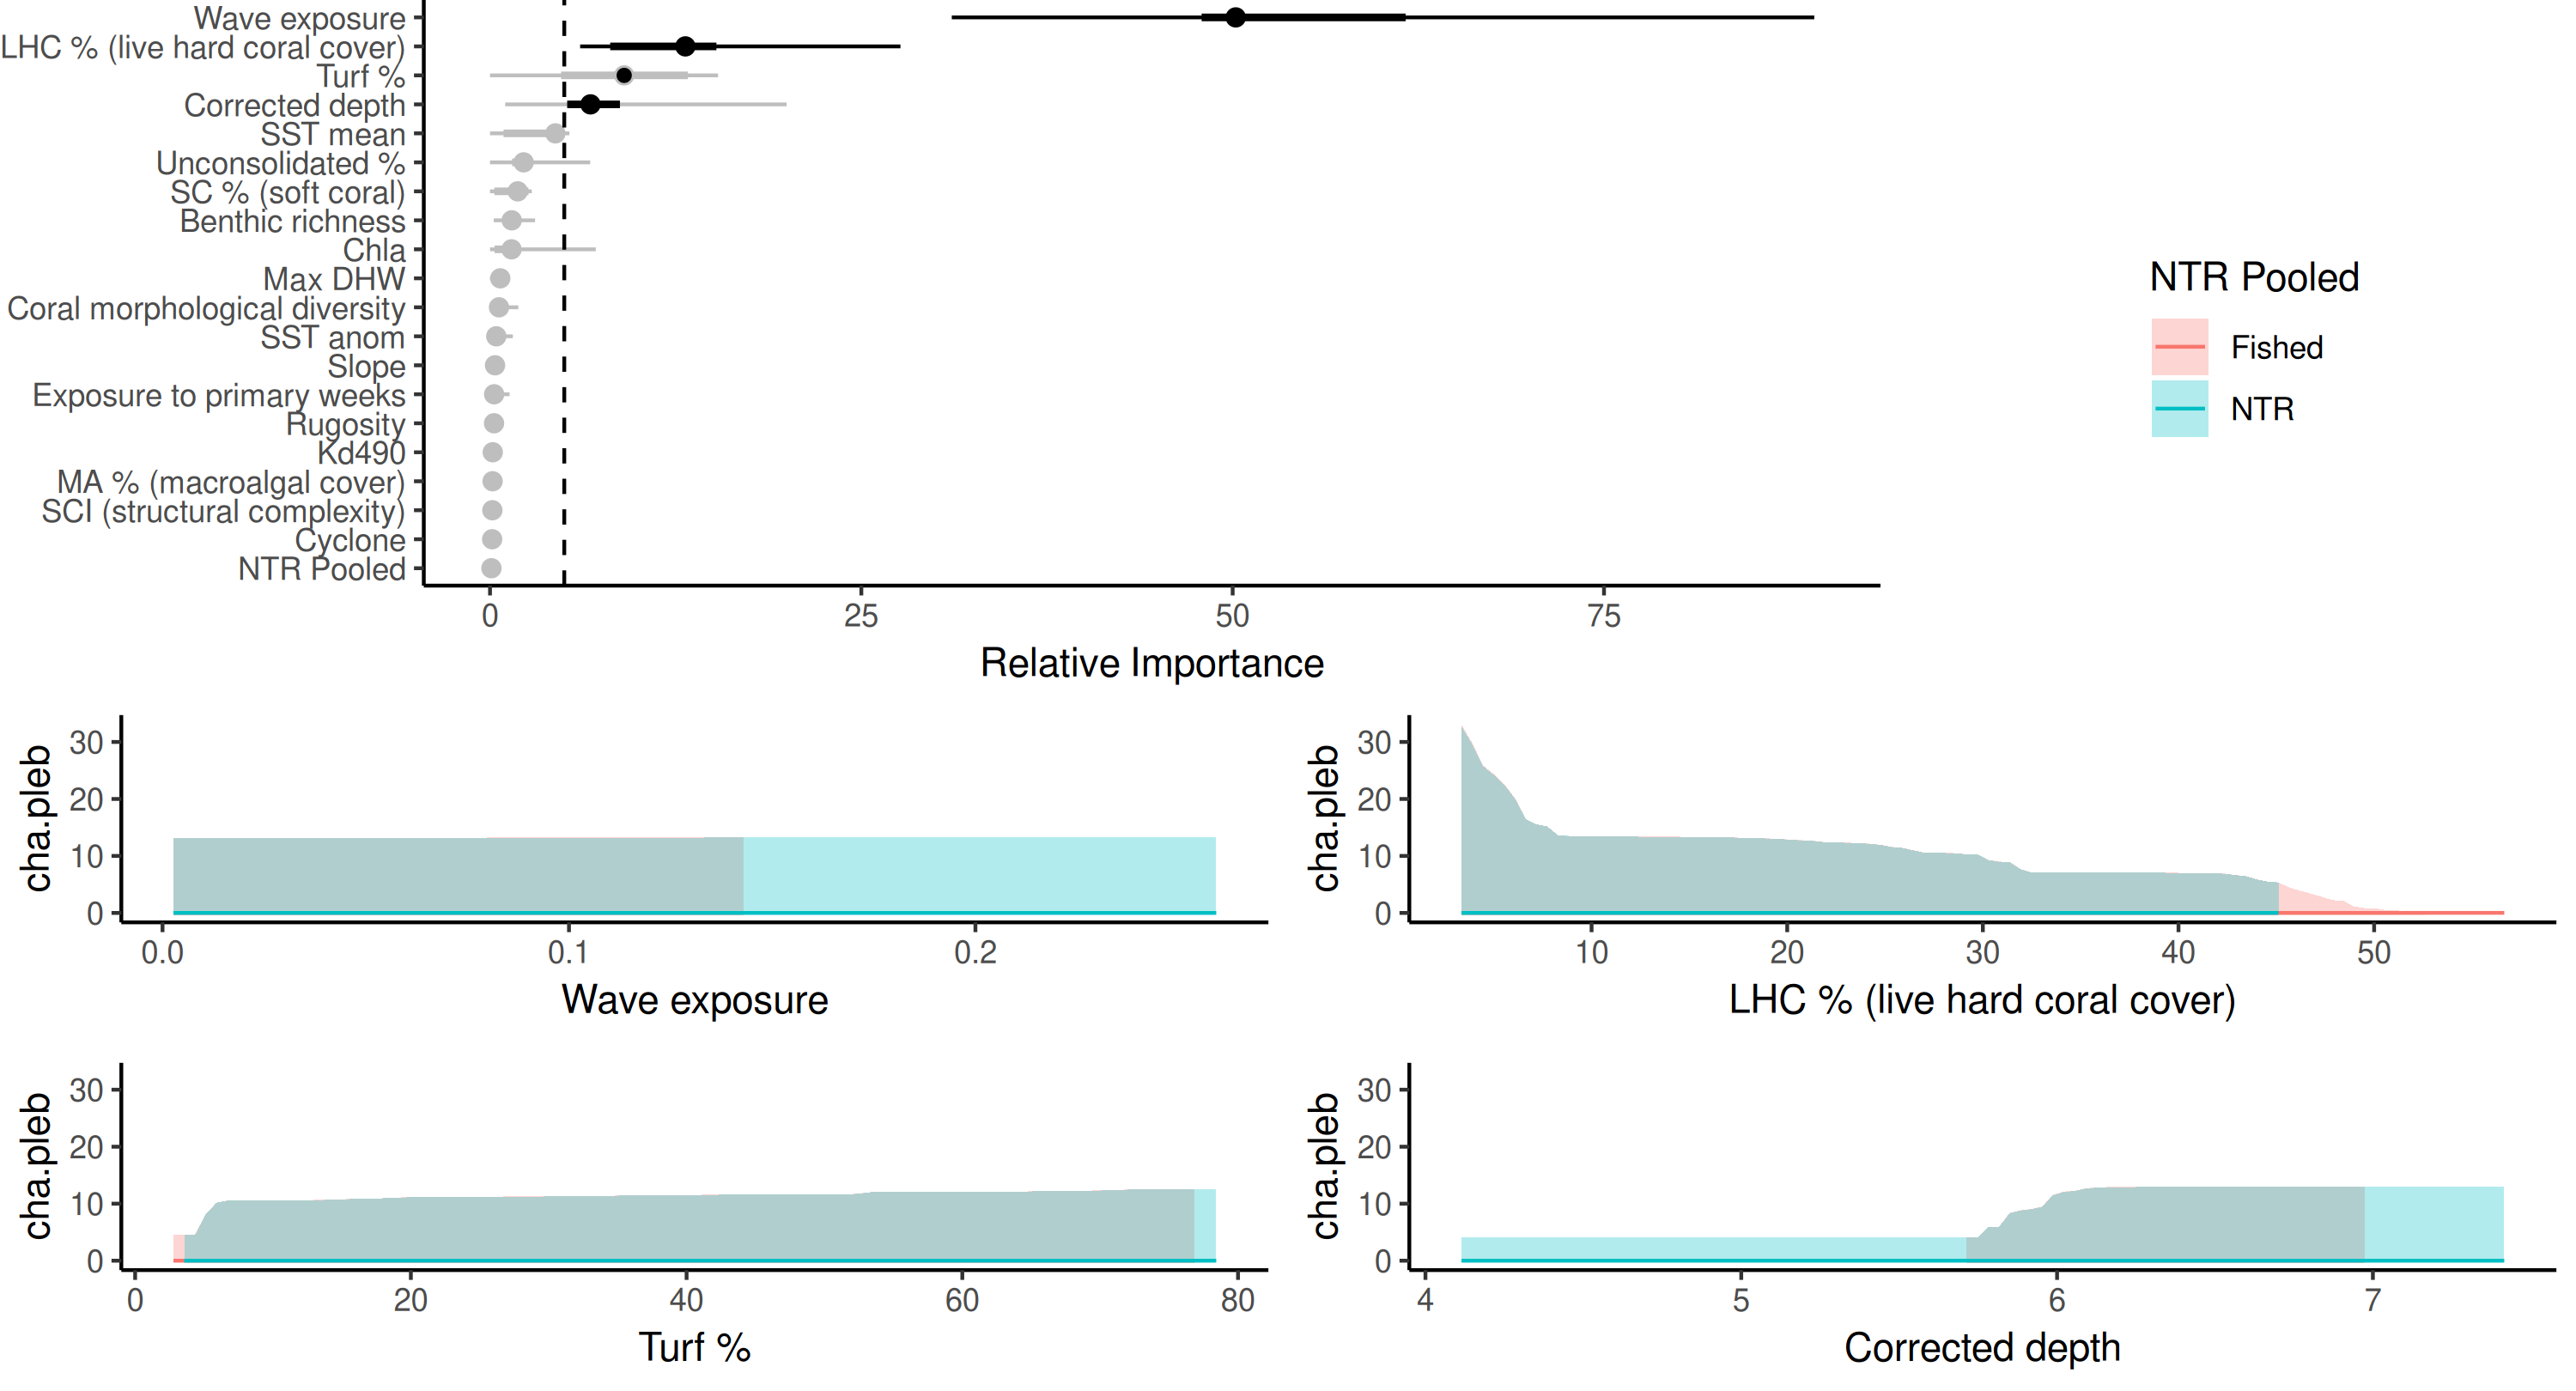 Wave exposure
LHC % (live hard coral cover)
Turf %
Corrected depth
SST mean
Unconsolidated %
SC % (soft coral)
Benthic richness
Chla
Max DHW
Coral morphological diversity
SST anom
Slope
Exposure to primary weeks
Rugosity
Kd490
MA % (macroalgal cover)
SCI (structural complexity)
Cyclone
NTR Pooled
0 25 50 75
Relative Importance
NTR Pooled
Fished
NTR
cha.pleb
30
20
10
0
0.0 0.1 0.2
Wave exposure
cha.pleb
30
20
10
0
10 20 30 40 50
LHC % (live hard coral cover)
cha.pleb
30
20
10
0
0 20 40 60 80
Turf %
cha.pleb
30
20
10
0
4 5 6 7
Corrected depth